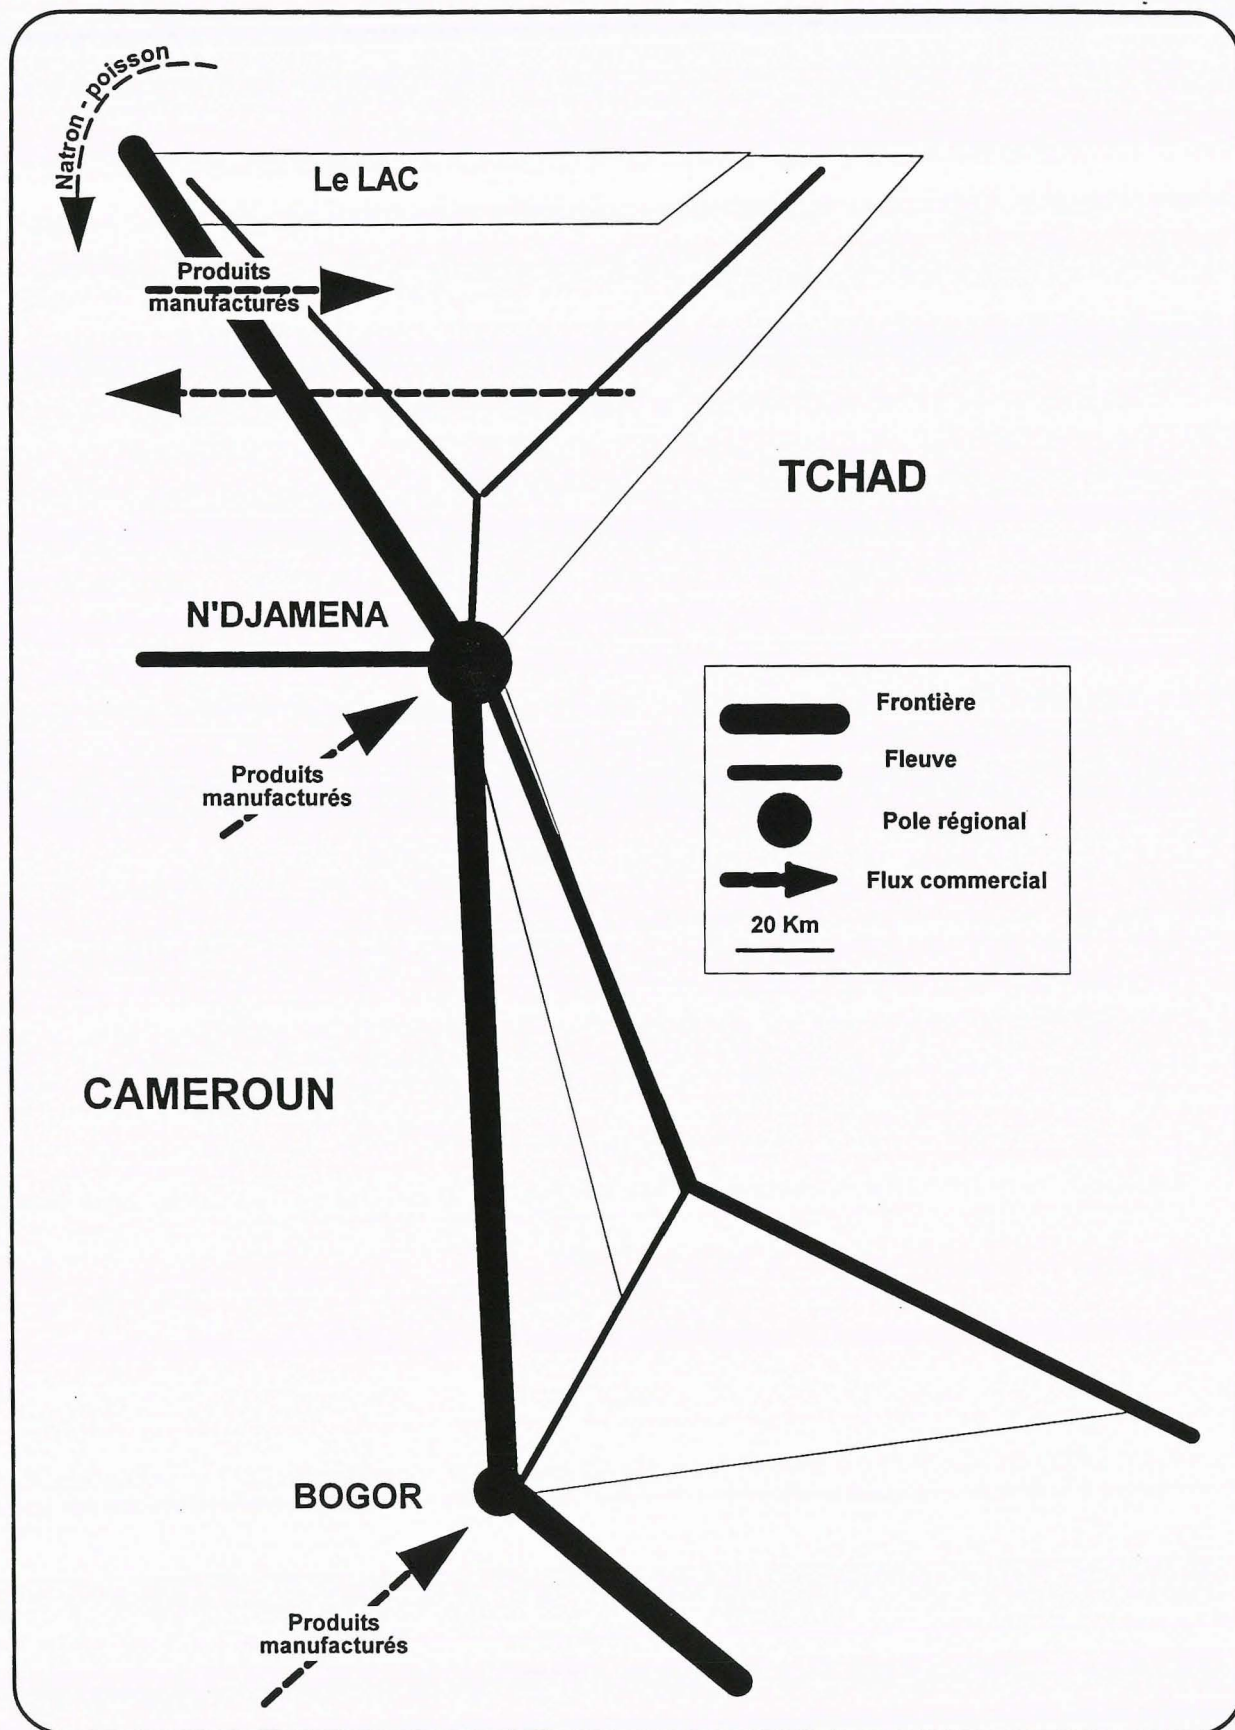 Natron - poisson
Le LAC
Produits
manufacturés
TCHAD
N'DJAMENA
Frontière
Fleuve
Pole régional
Flux commercial
20 Km
Produits
manufacturés
CAMEROUN
BOGOR
Produits
manufacturés